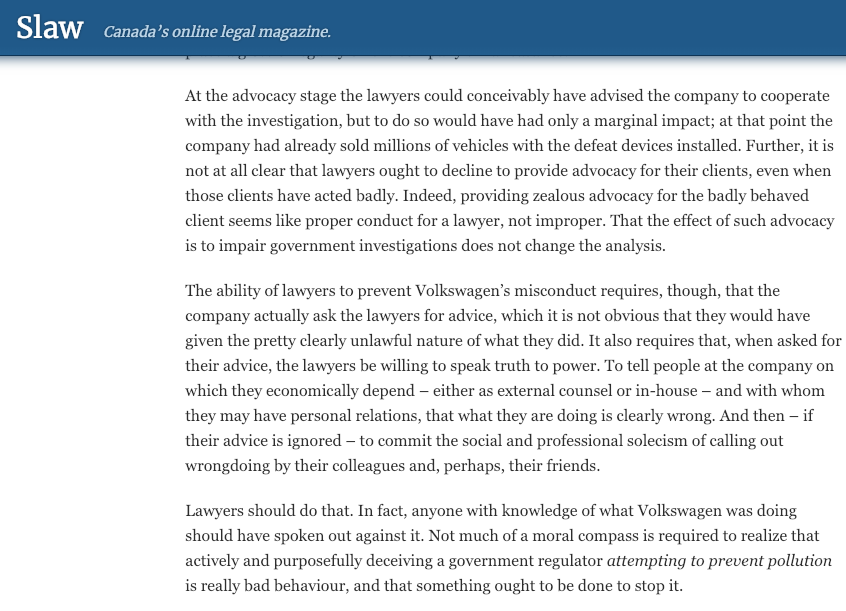 Slaw Canada's online legal magazine.
At the advocacy stage the lawyers could conceivably have advised the company to cooperate
with the investigation, but to do so would have had only a marginal impact; at that point the
company had already sold millions of vehicles with the defeat devices installed. Further, it is
not at all clear that lawyers ought to decline to provide advocacy for their clients, even when
those clients have acted badly. Indeed, providing zealous advocacy for the badly behaved
client seems like proper conduct for a lawyer, not improper. That the effect of such advocacy
is to impair government investigations does not change the analysis.
The ability of lawyers to prevent Volkswagen’s misconduct requires, though, that the
company actually ask the lawyers for advice, which it is not obvious that they would have
given the pretty clearly unlawful nature of what they did. It also requires that, when asked for
their advice, the lawyers be willing to speak truth to power. To tell people at the company on
which they economically depend – either as external counsel or in-house – and with whom
they may have personal relations, that what they are doing is clearly wrong. And then – if
their advice is ignored – to commit the social and professional solecism of calling out
wrongdoing by their colleagues and, perhaps, their friends.
Lawyers should do that. In fact, anyone with knowledge of what Volkswagen was doing
should have spoken out against it. Not much of a moral compass is required to realize that
actively and purposefully deceiving a government regulator attempting to prevent pollution
is really bad behaviour, and that something ought to be done to stop it.